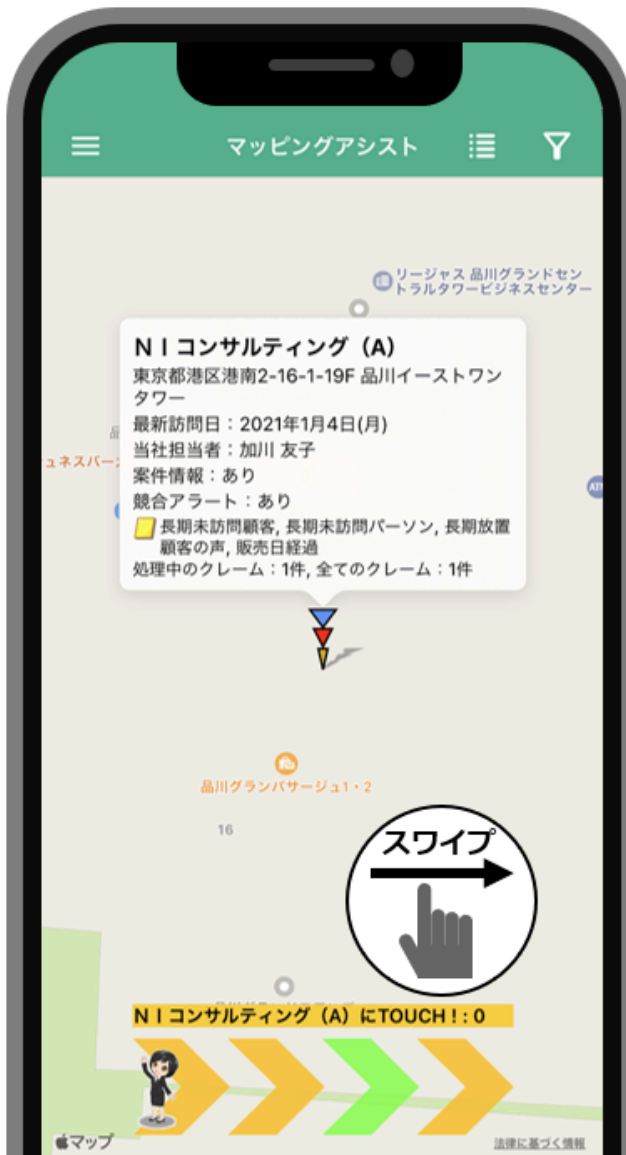 マッピングアシスト
リージャス 品川グランドセン
トラルタワービジネスセンター
NIコンサルティング（A）
東京都港区港南2-16-1-19F 品川イーストワン
タワー
最新訪問日：2021年1月4日(月)
当社担当者：加川 友子
案件情報：あり
競合アラート：あり
長期未訪問顧客, 長期未訪問パーソン, 長期放置
顧客の声, 販売日経過
処理中のクレーム：1件, 全てのクレーム：1件
品
ュネスバー
ATM
品川グランパサージュ1・2
16
スワイプ
NIコンサルティング（A）にTOUCH！: 0
マップ
法律に基づく情報